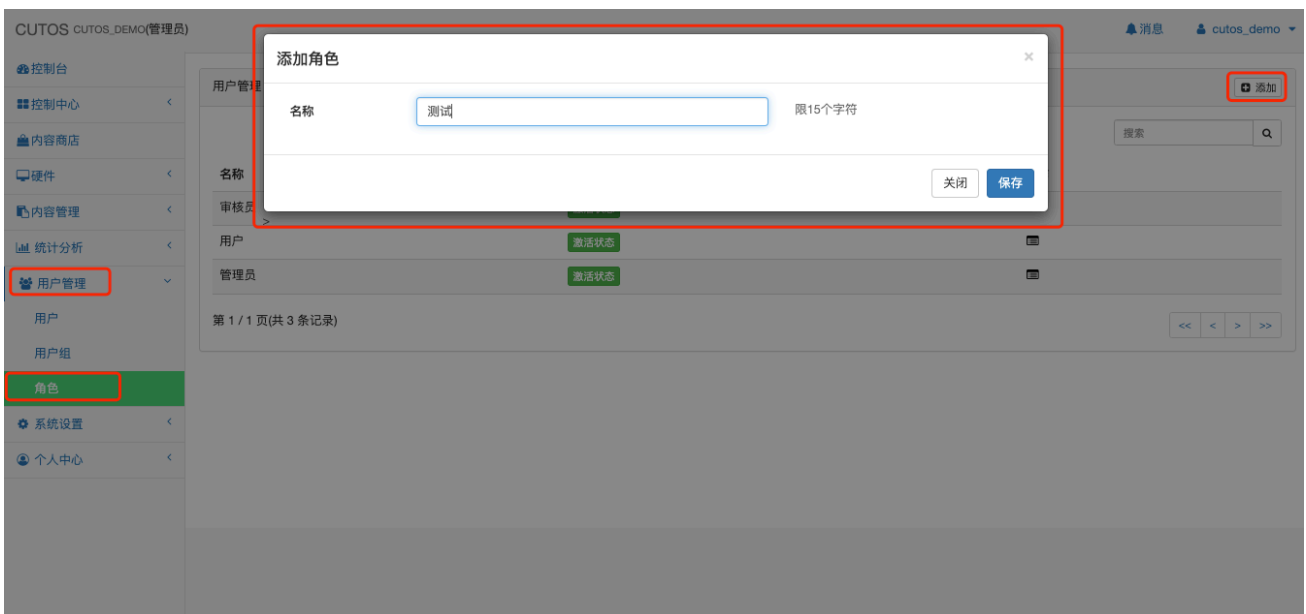 CUTOS CUTOS_DEMO(管理员)
消息
cutos_demo
控制台
控制中心
内容商店
硬件
内容管理
统计分析
用户管理
用户
用户组
角色
系统设置
个人中心
添加角色
×
名称
测试
限15个字符
关闭
保存
用户管理
添加
搜索
名称
审核员
>
用户
激活状态
管理员
激活状态
第 1 / 1 页(共 3 条记录)
<< < > >>